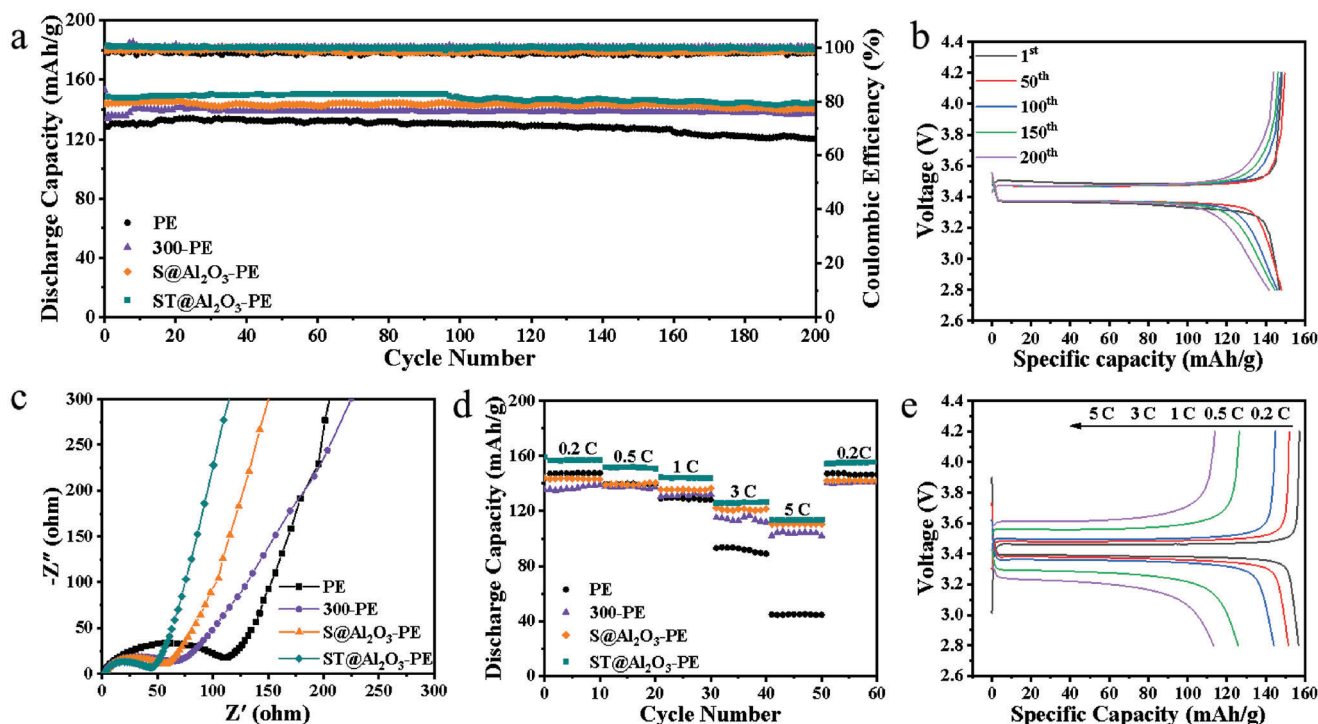 a
Discharge Capacity (mAh/g)
180
160
140
120
100
80
60
40
20
0
PE
300-PE
S@Al₂O₃-PE
ST@Al₂O₃-PE
0 20 40 60 80 100 120 140 160 180 200
Cycle Number
100
80
60
40
20
0
Coulombic Efficiency (%)
b
Voltage (V)
4.4
4.2
4.0
3.8
3.6
3.4
3.2
3.0
2.8
2.6
1ˢᵗ
50ᵗʰ
100ᵗʰ
150ᵗʰ
200ᵗʰ
0 20 40 60 80 100 120 140 160
Specific capacity (mAh/g)
c
-Z″ (ohm)
300
250
200
150
100
50
0
PE
300-PE
S@Al₂O₃-PE
ST@Al₂O₃-PE
0 50 100 150 200 250 300
Z′ (ohm)
d
Discharge Capacity (mAh/g)
200
160
120
80
40
0
0.2 C
0.5 C
1 C
3 C
5 C
0.2C
PE
300-PE
S@Al₂O₃-PE
ST@Al₂O₃-PE
0 10 20 30 40 50 60
Cycle Number
e
Voltage (V)
4.4
4.2
4.0
3.8
3.6
3.4
3.2
3.0
2.8
2.6
5 C 3 C 1 C 0.5 C 0.2 C
0 20 40 60 80 100 120 140 160
Specific Capacity (mAh/g)